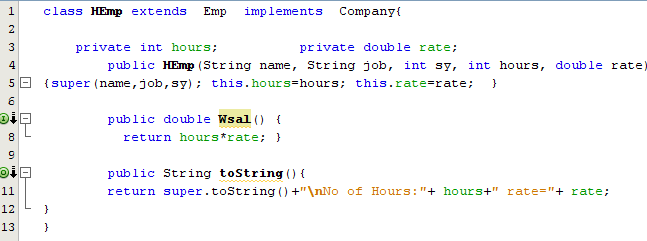 1 class HEmp extends Emp implements Company{
2
3 private int hours; private double rate;
4 public HEmp(String name, String job, int sy, int hours, double rate)
5 {super(name,job,sy); this.hours=hours; this.rate=rate; }
6
public double Wsal() {
8 return hours*rate; }
9
public String toString(){
11 return super.toString()+"\nNo of Hours:"+ hours+" rate="+ rate;
12 }
13 }